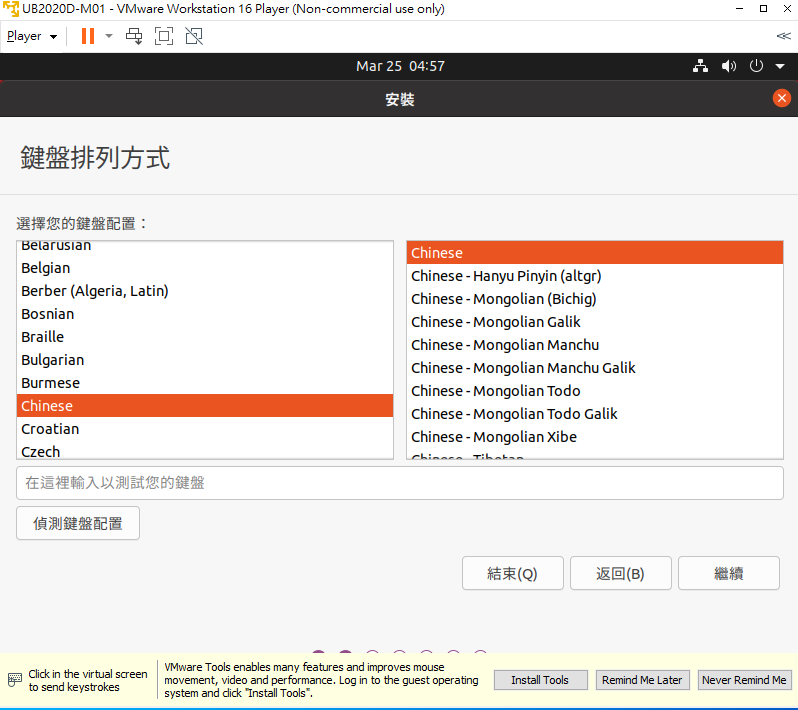 UB2020D-M01 - VMware Workstation 16 Player (Non-commercial use only)
Player
Mar 25 04:57
安裝
鍵盤排列方式
選擇您的鍵盤配置：
Belarusian
Belgian
Berber (Algeria, Latin)
Bosnian
Braille
Bulgarian
Burmese
Chinese
Croatian
Czech
Chinese
Chinese - Hanyu Pinyin (altgr)
Chinese - Mongolian (Bichig)
Chinese - Mongolian Galik
Chinese - Mongolian Manchu
Chinese - Mongolian Manchu Galik
Chinese - Mongolian Todo
Chinese - Mongolian Todo Galik
Chinese - Mongolian Xibe
Chinese - Tibetan
在這裡輸入以測試您的鍵盤
偵測鍵盤配置
結束(Q)
返回(B)
繼續
Click in the virtual screen
to send keystrokes
VMware Tools enables many features and improves mouse
movement, video and performance. Log in to the guest operating
system and click "Install Tools".
Install Tools
Remind Me Later
Never Remind Me